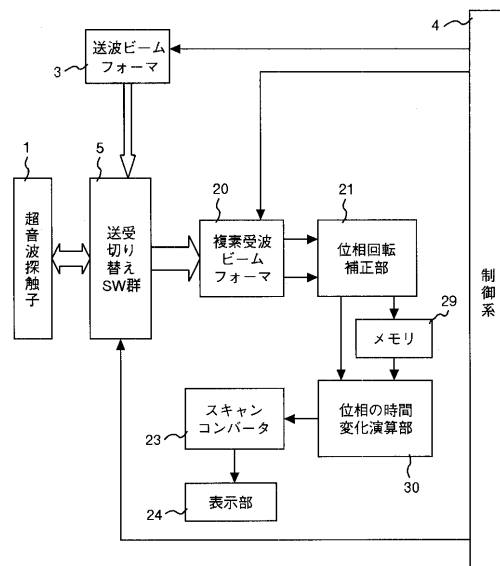 送波ビーム
フォーマ
3
4
1
超音波探触子
5
送受
切り替え
SW群
20
複素受波
ビーム
フォーマ
21
位相回転
補正部
制御系
29
メモリ
スキャン
コンバータ
23
位相の時間
変化演算部
30
表示部
24